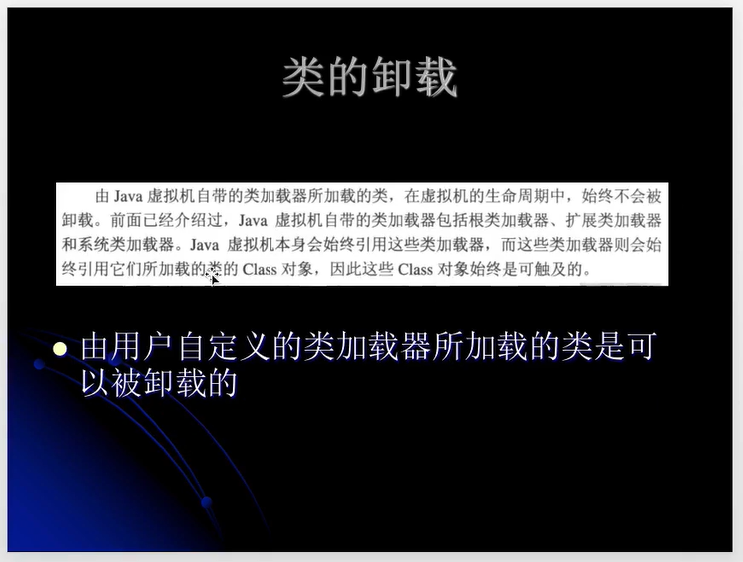 类的卸载
由 Java 虚拟机自带的类加载器所加载的类，在虚拟机的生命周期中，始终不会被
卸载。前面已经介绍过，Java 虚拟机自带的类加载器包括根类加载器、扩展类加载器
和系统类加载器。Java 虚拟机本身会始终引用这些类加载器，而这些类加载器则会始
终引用它们所加载的类的 Class 对象，因此这些 Class 对象始终是可触及的。
由用户自定义的类加载器所加载的类是可
以被卸载的